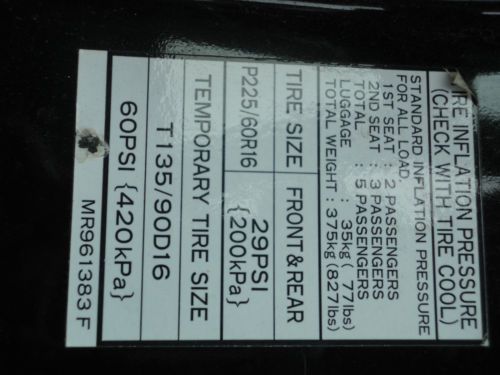 TIRE INFLATION PRESSURE
(CHECK WITH TIRE COOL)
STANDARD INFLATION PRESSURE
FOR ALL LOAD.
1ST SEAT : 2 PASSENGERS
2ND SEAT : 3 PASSENGERS
TOTAL : 5 PASSENGERS
LUGGAGE : 35kg( 77lbs)
TOTAL WEIGHT : 375kg(827lbs)
TIRE SIZE FRONT&REAR
P225/60R16 29PSI
{200kPa}
TEMPORARY TIRE SIZE
T135/90D16
60PSI {420kPa}
MR961383F